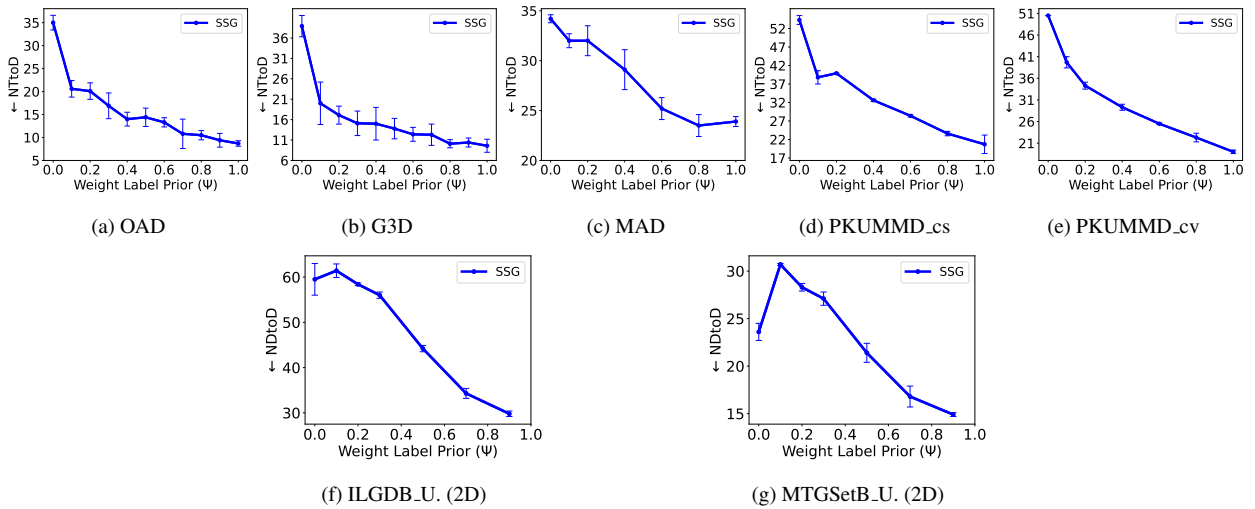 35
30
25
20
15
10
5
← NTtoD
SSG
0.0 0.2 0.4 0.6 0.8 1.0
Weight Label Prior (Ψ)
(a) OAD
36
31
26
21
16
11
6
← NTtoD
SSG
0.0 0.2 0.4 0.6 0.8 1.0
Weight Label Prior (Ψ)
(b) G3D
35
30
25
20
← NTtoD
SSG
0.0 0.2 0.4 0.6 0.8 1.0
Weight Label Prior (Ψ)
(c) MAD
52
47
42
37
32
27
22
17
← NTtoD
SSG
0.0 0.2 0.4 0.6 0.8 1.0
Weight Label Prior (Ψ)
(d) PKUMMD_cs
51
46
41
36
31
26
21
← NTtoD
SSG
0.0 0.2 0.4 0.6 0.8 1.0
Weight Label Prior (Ψ)
(e) PKUMMD_cv
60
50
40
30
← NDtoD
SSG
0.0 0.2 0.4 0.6 0.8 1.0
Weight Label Prior (Ψ)
(f) ILGDB_U. (2D)
30
25
20
15
← NDtoD
SSG
0.0 0.2 0.4 0.6 0.8 1.0
Weight Label Prior (Ψ)
(g) MTGSetB_U. (2D)